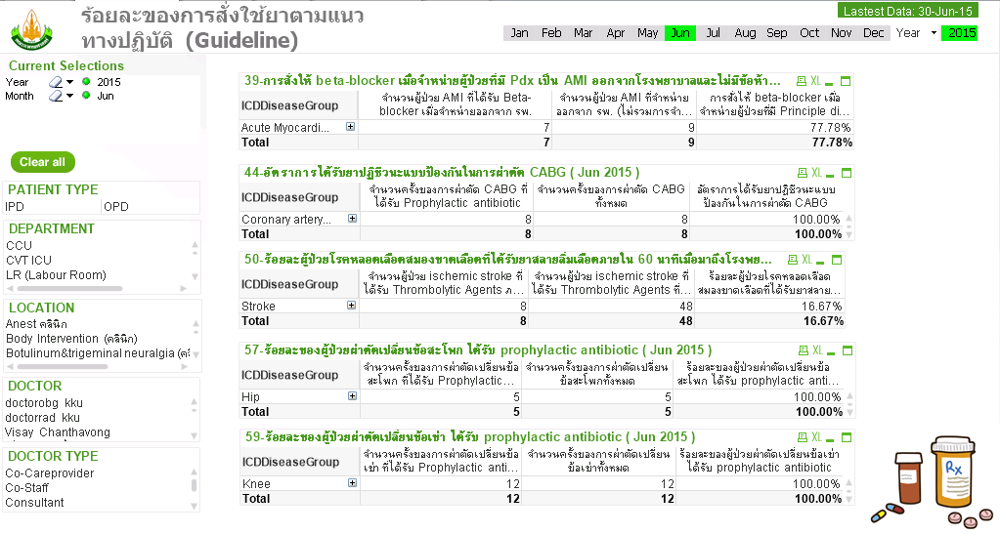 ร้อยละของการสั่งใช้ยาตามแนว
ทางปฏิบัติ (Guideline)
Lastest Data: 30-Jun-15
Jan Feb Mar Apr May Jun Jul Aug Sep Oct Nov Dec Year 2015
Current Selections
Year 2015
Month Jun
Clear all
PATIENT TYPE
IPD OPD
DEPARTMENT
CCU
CVT ICU
LR (Labour Room)
LOCATION
Anest คลินิก
Body Intervention (คลินิก)
Botulinum&trigeminal neuralgia (คลิ
DOCTOR
doctorobg kku
doctorrad kku
Visay Chanthavong
DOCTOR TYPE
Co-Careprovider
Co-Staff
Consultant
39-การสั่งให้ beta-blocker เมื่อจำหน่ายผู้ป่วยที่มี Pdx เป็น AMI ออกจากโรงพยาบาลและไม่มีข้อห้า... XL
ICDDiseaseGroup
จำนวนผู้ป่วย AMI ที่ได้รับ Beta-
blocker เมื่อจำหน่ายออกจาก รพ.
จำนวนผู้ป่วย AMI ที่จำหน่าย
ออกจาก รพ. (ไม่รวมการจำ...
การสั่งให้ beta-blocker เมื่อ
จำหน่ายผู้ป่วยที่มี Principle di...
Acute Myocardi... 7 9 77.78%
Total 7 9 77.78%
44-อัตราการได้รับยาปฏิชีวนะแบบป้องกันในการผ่าตัด CABG ( Jun 2015 ) XL
ICDDiseaseGroup
จำนวนครั้งของการผ่าตัด CABG ที่
ได้รับ Prophylactic antibiotic
จำนวนครั้งของการผ่าตัด CABG
ทั้งหมด
อัตราการได้รับยาปฏิชีวนะแบบ
ป้องกันในการผ่าตัด CABG
Coronary artery... 8 8 100.00%
Total 8 8 100.00%
50-ร้อยละผู้ป่วยโรคหลอดเลือดสมองขาดเลือดที่ได้รับยาสลายลิ่มเลือดภายใน 60 นาทีเมื่อมาถึงโรงพย... XL
ICDDiseaseGroup
จำนวนผู้ป่วย ischemic stroke ที่
ได้รับ Thrombolytic Agents ภ...
จำนวนผู้ป่วย ischemic stroke ที่
ได้รับ Thrombolytic Agents ที่...
ร้อยละผู้ป่วยโรคหลอดเลือด
สมองขาดเลือดที่ได้รับยาสลาย...
Stroke 8 48 16.67%
Total 8 48 16.67%
57-ร้อยละของผู้ป่วยผ่าตัดเปลี่ยนข้อสะโพก ได้รับ prophylactic antibiotic ( Jun 2015 ) XL
ICDDiseaseGroup
จำนวนครั้งของการผ่าตัดเปลี่ยนข้อ
สะโพก ที่ได้รับ Prophylactic...
จำนวนครั้งของการผ่าตัดเปลี่ยน
ข้อสะโพกทั้งหมด
ร้อยละของผู้ป่วยผ่าตัดเปลี่ยนข้อ
สะโพก ได้รับ prophylactic anti...
Hip 5 5 100.00%
Total 5 5 100.00%
59-ร้อยละของผู้ป่วยผ่าตัดเปลี่ยนข้อเข่า ได้รับ prophylactic antibiotic ( Jun 2015 ) XL
ICDDiseaseGroup
จำนวนครั้งของการผ่าตัดเปลี่ยนข้อ
เข่า ที่ได้รับ Prophylactic anti...
จำนวนครั้งของการผ่าตัดเปลี่ยน
ข้อเข่าทั้งหมด
ร้อยละของผู้ป่วยผ่าตัดเปลี่ยนข้อเข่า
ได้รับ prophylactic antibiotic
Knee 12 12 100.00%
Total 12 12 100.00%
Rx